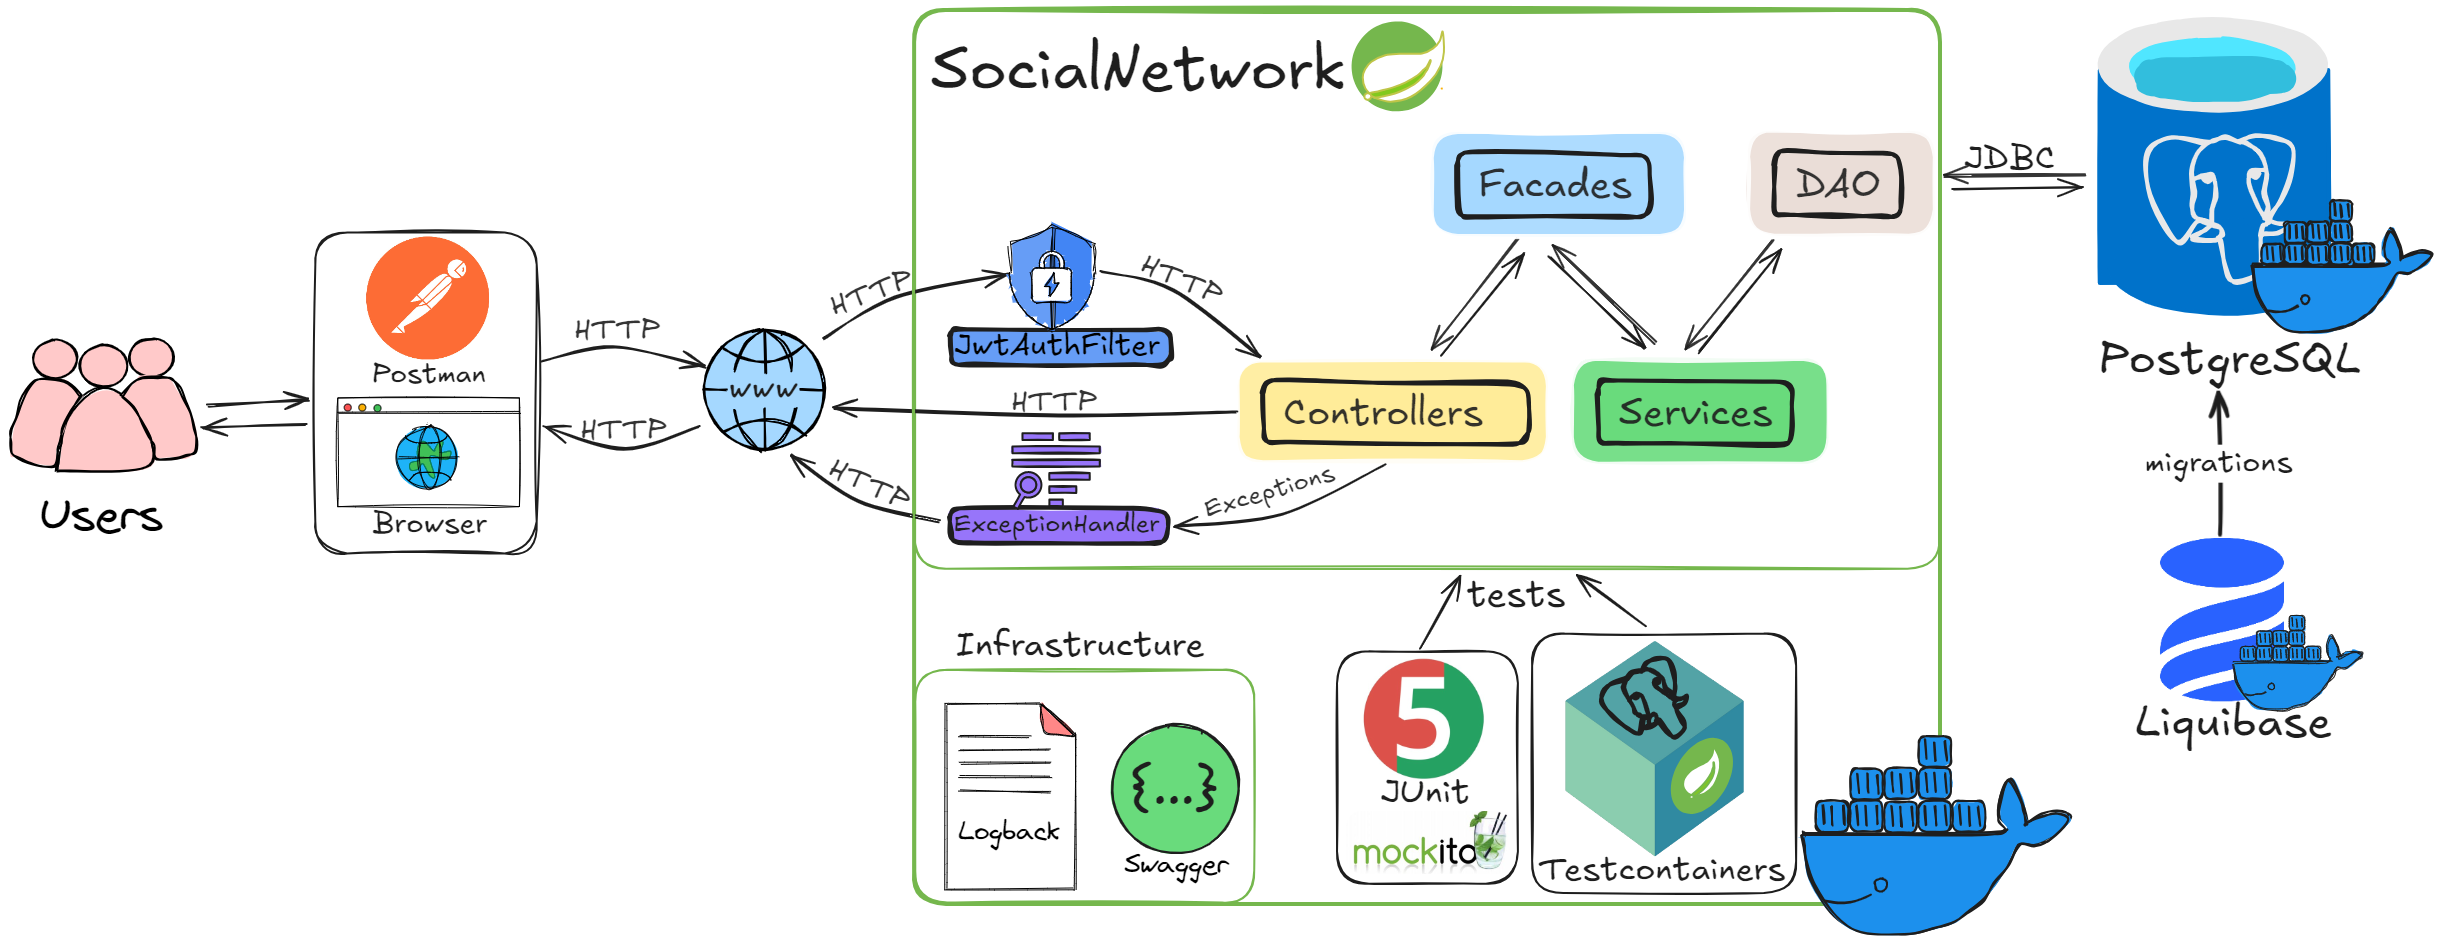 SocialNetwork
Facades
DAO
JDBC
HTTP
HTTP
JwtAuthFilter
Postman
HTTP
www
HTTP
HTTP
Controllers
Services
Browser
Users
HTTP
Exceptions
ExceptionHandler
PostgreSQL
migrations
Liquibase
tests
Infrastructure
Logback
{...}
Swagger
5
JUnit
mockito
Testcontainers